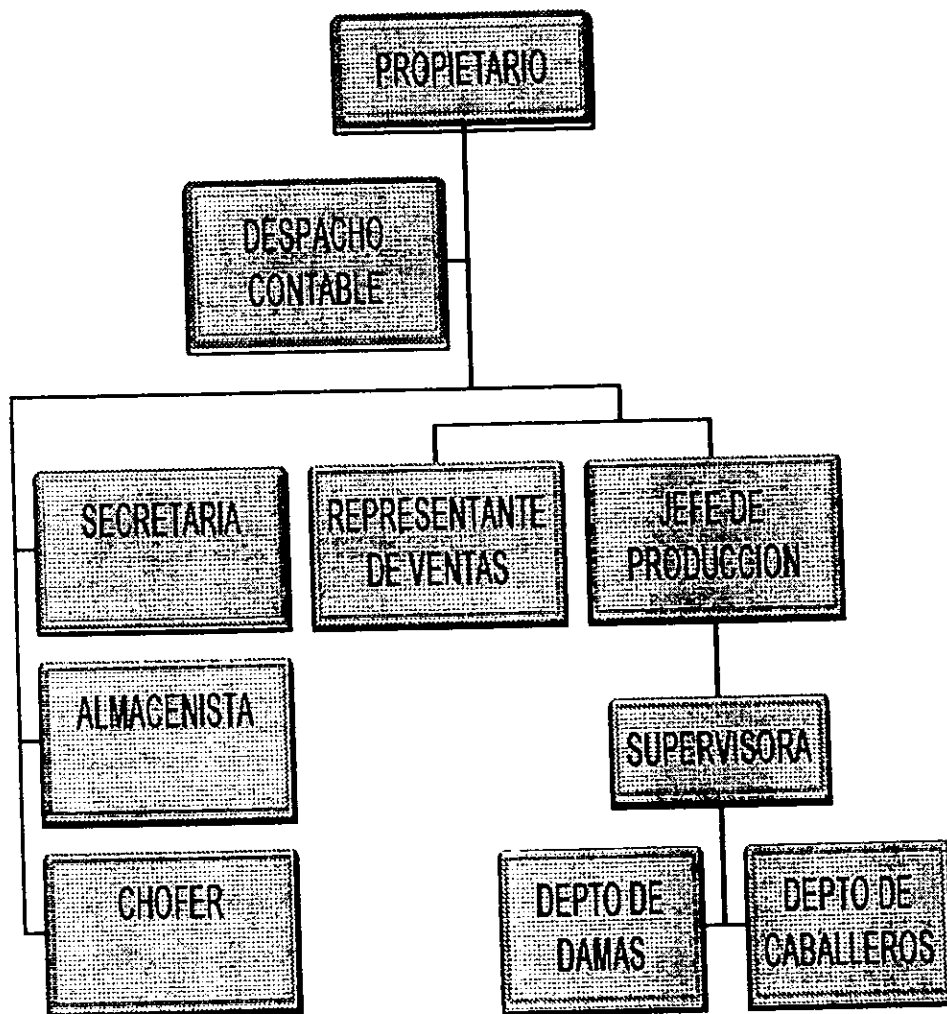 PROPIETARIO
DESPACHO
CONTABLE
SECRETARIA
REPRESENTANTE
DE VENTAS
JEFE DE
PRODUCCION
ALMACENISTA
SUPERVISORA
CHOFER
DEPTO DE
DAMAS
DEPTO DE
CABALLEROS